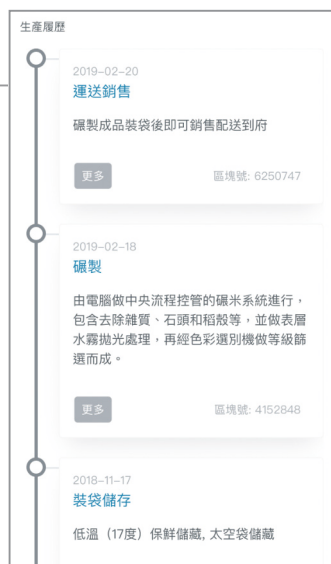 生產履歷
2019-02-20
運送銷售
碾製成品裝袋後即可銷售配送到府
更多
區塊號: 6250747
2019-02-18
碾製
由電腦做中央流程控管的碾米系統進行，
包含去除雜質、石頭和稻殼等，並做表層
水霧拋光處理，再經色彩選別機做等級篩
選而成。
更多
區塊號: 4152848
2018-11-17
裝袋儲存
低溫（17度）保鮮儲藏, 太空袋儲藏